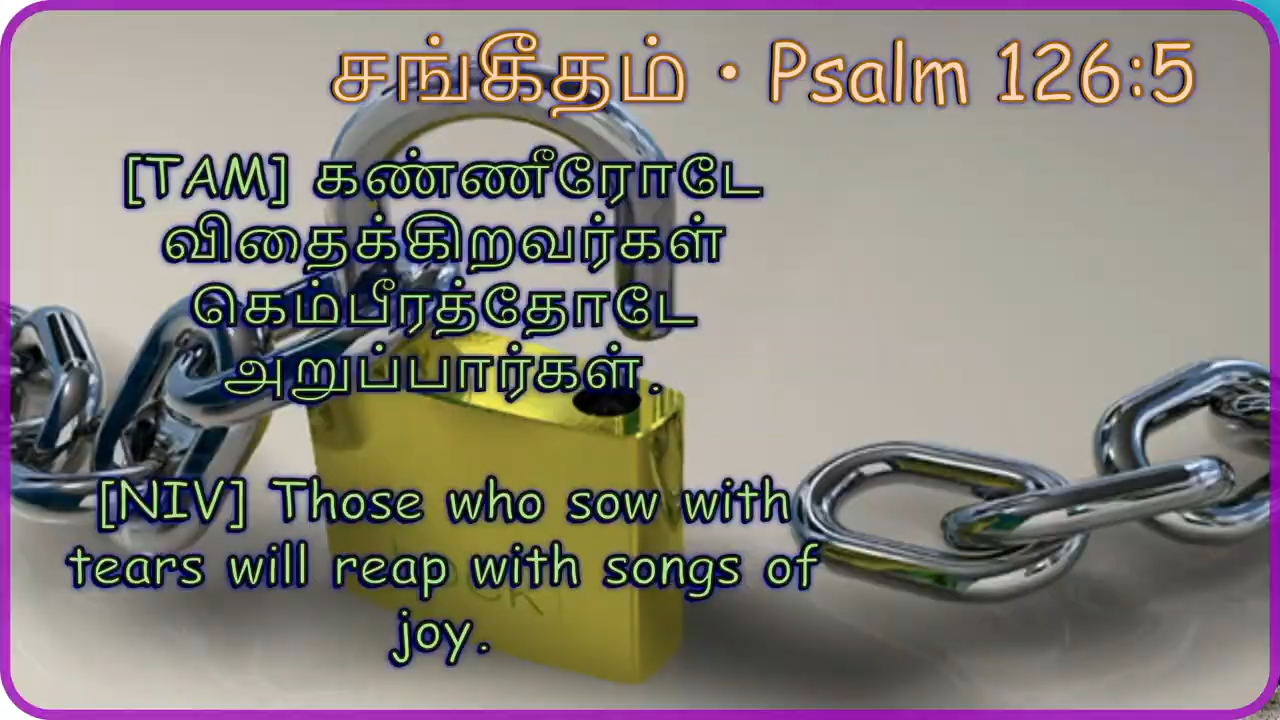 சங்கீதம் · Psalm 126:5
[TAM] கண்ணீரோடே
விதைக்கிறவர்கள்
கெம்பீரத்தோடே
அறுப்பார்கள்.
[NIV] Those who sow with
tears will reap with songs of
joy.